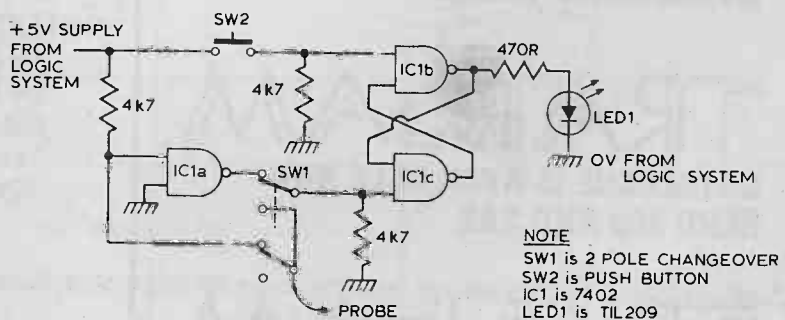 +5V SUPPLY
FROM
LOGIC
SYSTEM
SW2
4k7
4k7
IC1b
470R
LED1
IC1a
SW1
IC1c
0V FROM
LOGIC SYSTEM
4k7
PROBE
NOTE
SW1 is 2 POLE CHANGEOVER
SW2 is PUSH BUTTON
IC1 is 7402
LED1 is TIL209